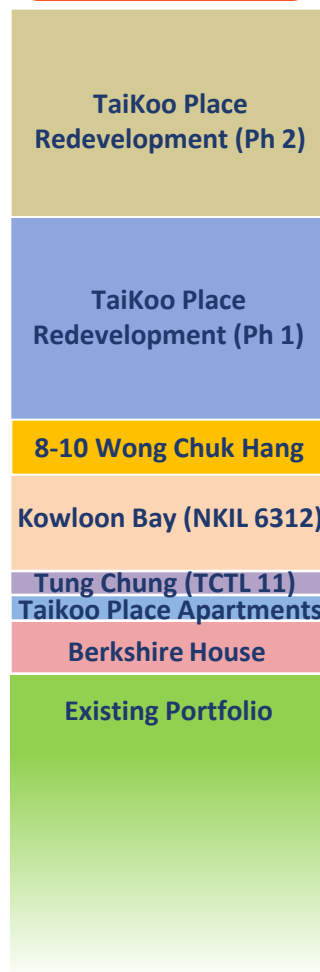 TaiKoo Place
Redevelopment (Ph 2)
TaiKoo Place
Redevelopment (Ph 1)
8-10 Wong Chuk Hang
Kowloon Bay (NKIL 6312)
Tung Chung (TCTL 11)
Taikoo Place Apartments
Berkshire House
Existing Portfolio